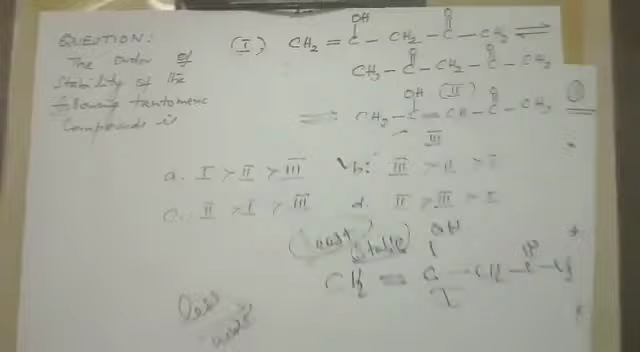 QUESTION:
The order of
Stability of the
following tautomeric
Compounds is
OH O
(I) CH₂ = C - CH₂ - C - CH₃ ⇌
O O
CH₃ - C - CH₂ - C - CH₃
(II)
OH O
⇌ CH₃ - C = CH - C - CH₃
III
a. I > II > III
b: III > II > I
c. II > I > III
d. II > III > I
(least stable)
OH
CH₂ = C - CH₂ - C - CH₃
I
less